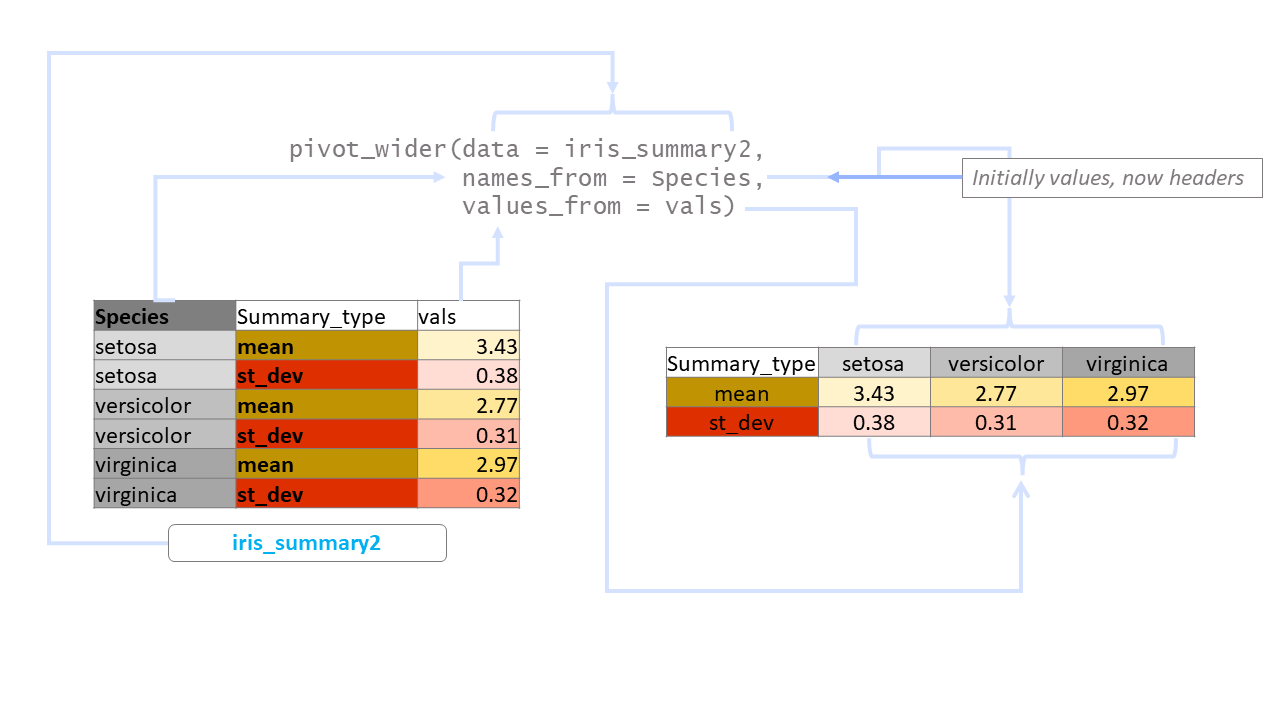 pivot_wider(data = iris_summary2,
names_from = Species,
values_from = vals)
Initially values, now headers
Species Summary_type vals
setosa mean 3.43
setosa st_dev 0.38
versicolor mean 2.77
versicolor st_dev 0.31
virginica mean 2.97
virginica st_dev 0.32
iris_summary2
Summary_type setosa versicolor virginica
mean 3.43 2.77 2.97
st_dev 0.38 0.31 0.32